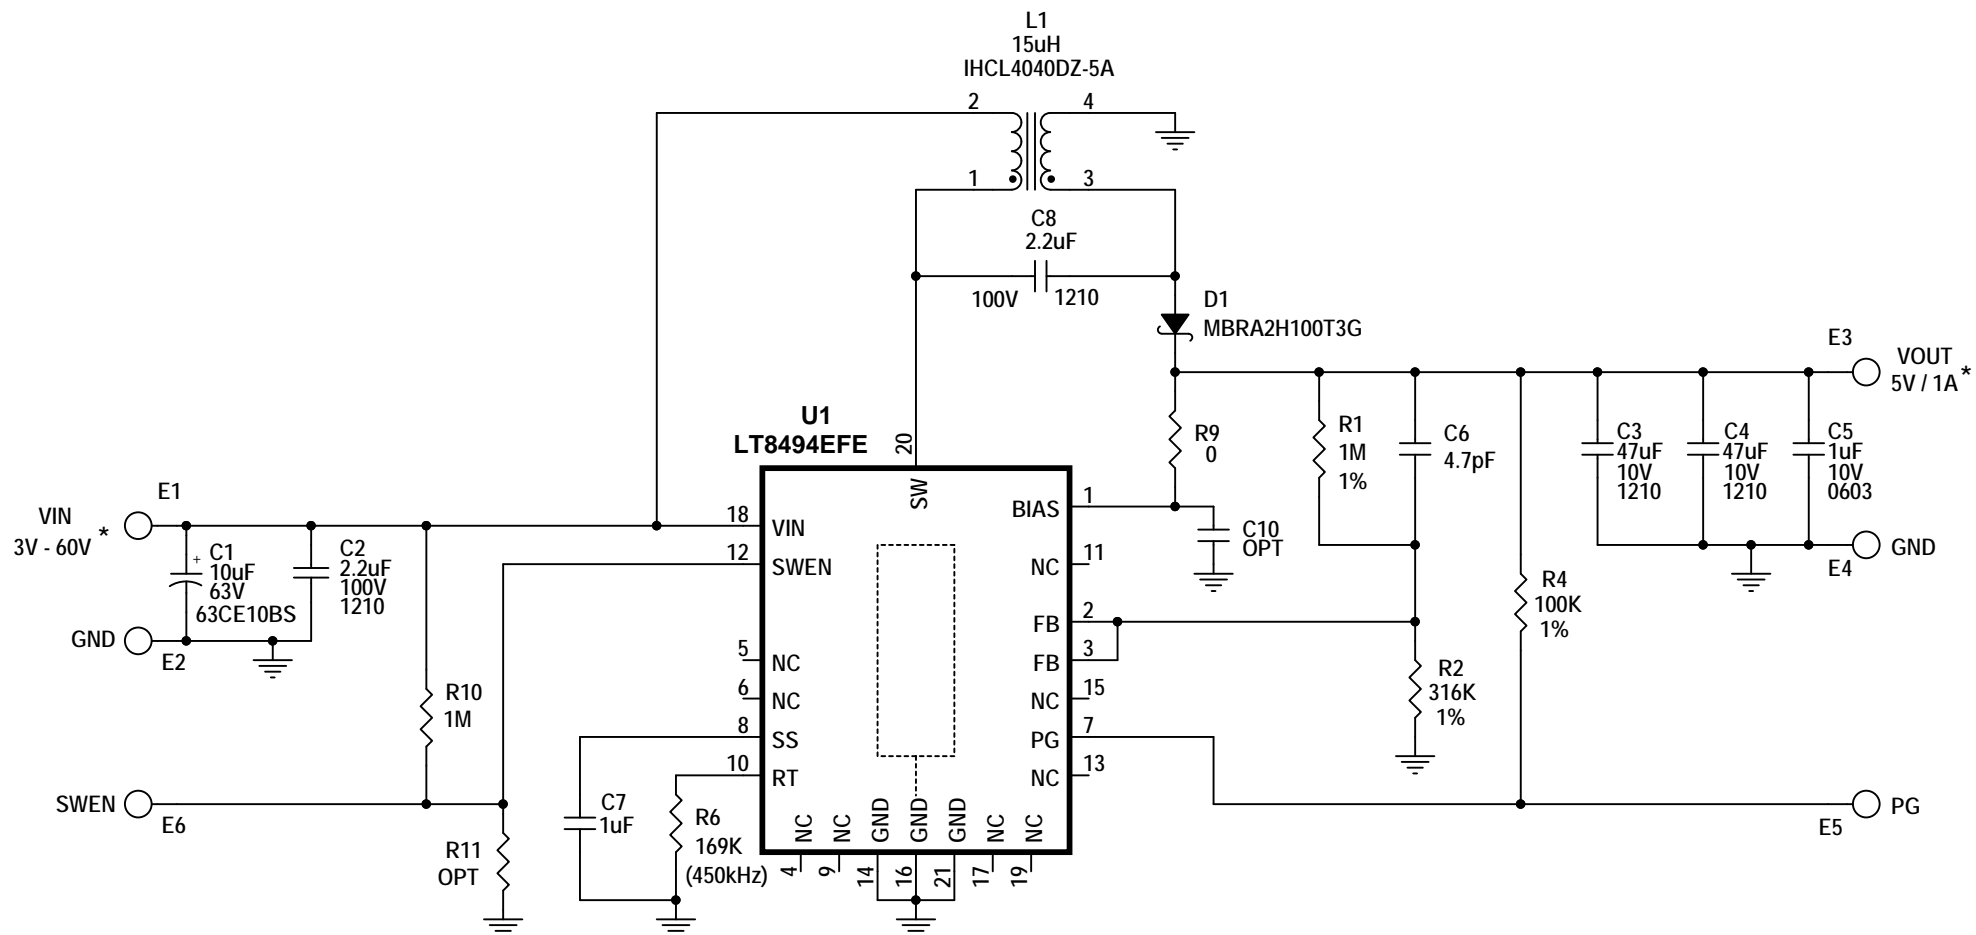 L1
15uH
IHCL4040DZ-5A
2
4
1
3
C8
2.2uF
100V
1210
D1
MBRA2H100T3G
E3
VOUT
5V / 1A *
U1
LT8494EFE
20
SW
R9
0
R1
1M
1%
C6
4.7pF
C3
47uF
10V
1210
C4
47uF
10V
1210
C5
1uF
10V
0603
E1
VIN
3V - 60V *
18
VIN
BIAS
1
C10
OPT
+
C1
10uF
63V
63CE10BS
C2
2.2uF
100V
1210
12
SWEN
NC
11
E4
GND
R4
100K
1%
GND
E2
FB
2
FB
3
5
NC
6
NC
R10
1M
NC
15
R2
316K
1%
8
SS
PG
7
10
RT
NC
13
SWEN
E6
C7
1uF
R6
169K
(450kHz)
R11
OPT
NC
NC
GND
GND
GND
NC
NC
4
9
14
16
21
17
19
E5
PG